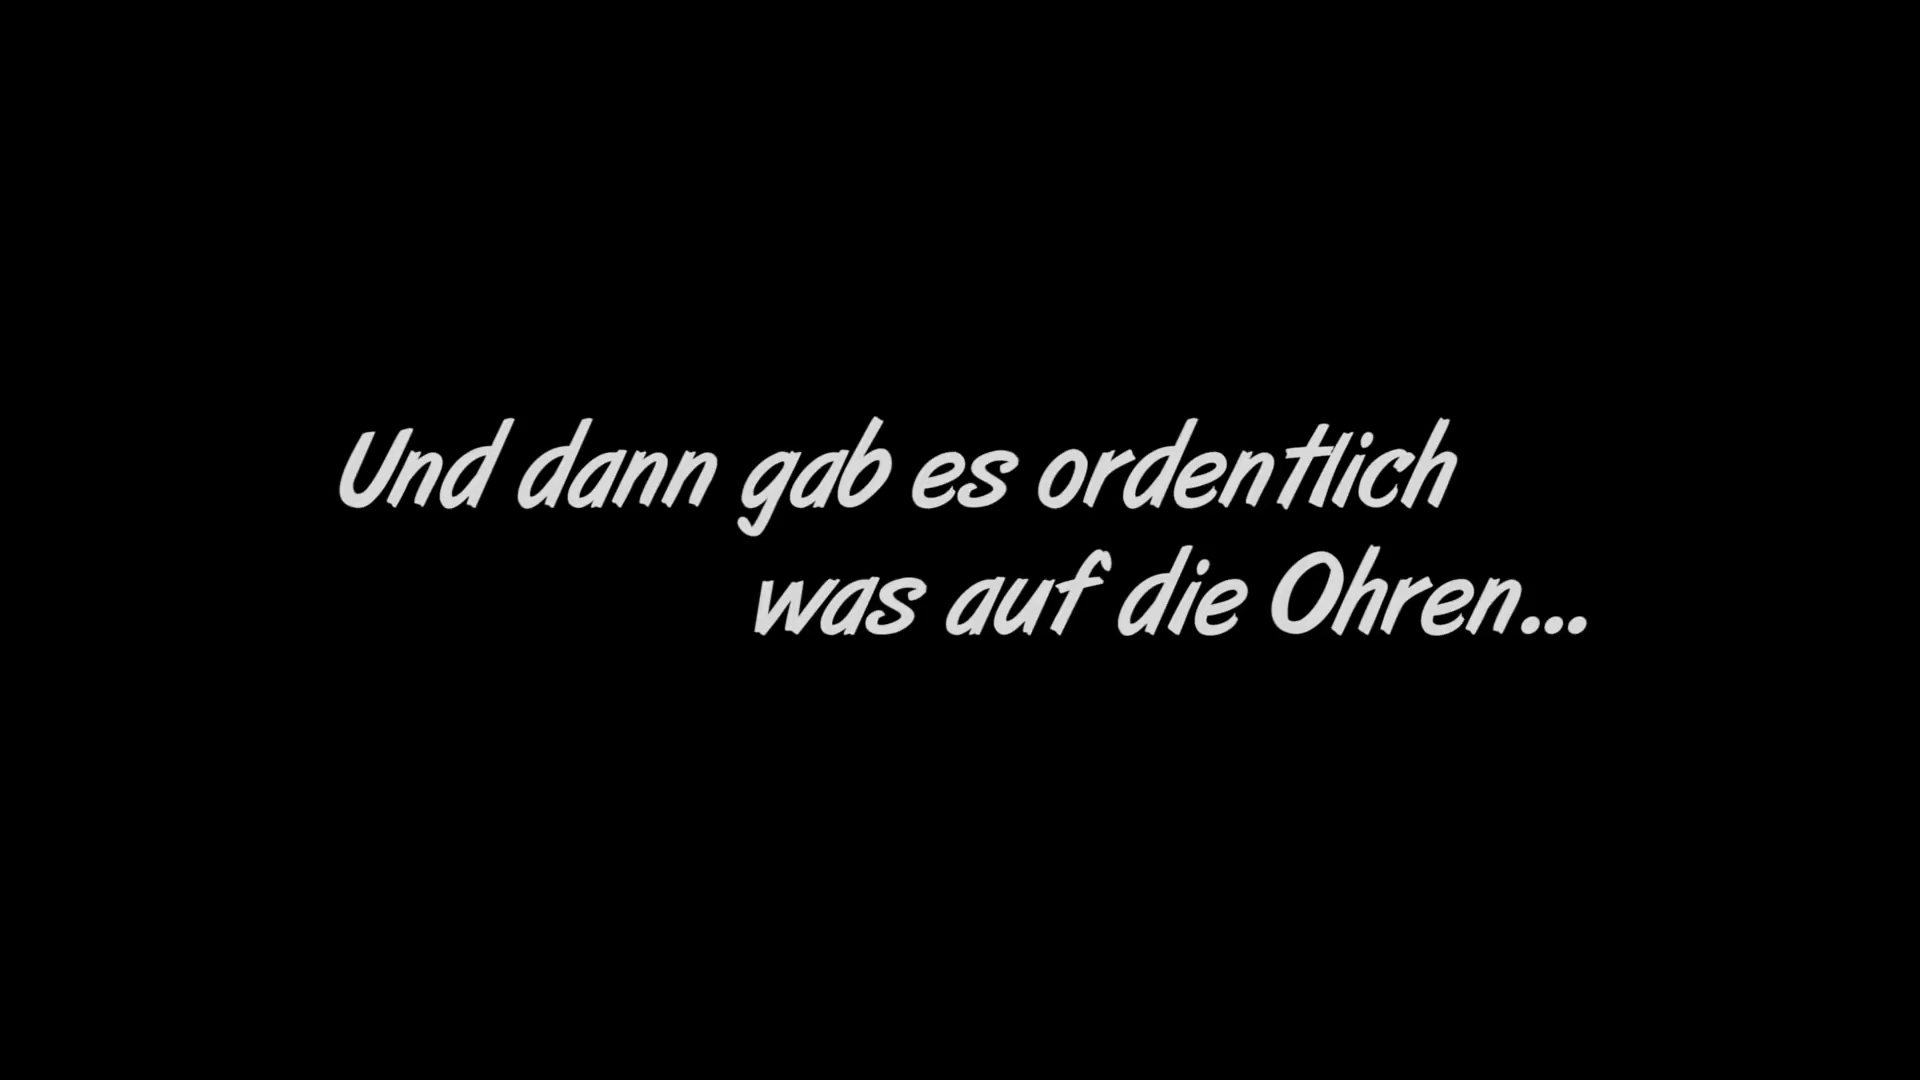 Und dann gab es ordentlich
was auf die Ohren...